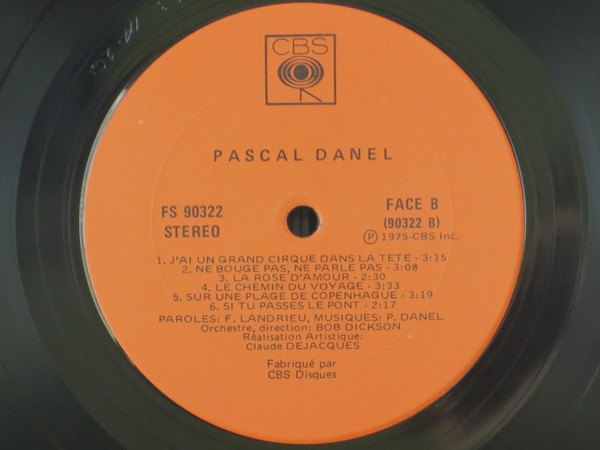 CBS
PASCAL DANEL
FS 90322
STEREO
FACE B
(90322 B)
Ⓟ 1975-CBS Inc.
1. J'AI UN GRAND CIRQUE DANS LA TETE - 3:15
2. NE BOUGE PAS, NE PARLE PAS - 3:08
3. LA ROSE D'AMOUR - 2:30
4. LE CHEMIN DU VOYAGE - 3:33
5. SUR UNE PLAGE DE COPENHAGUE - 3:19
6. SI TU PASSES LE PONT - 2:17
PAROLES: F. LANDRIEU, MUSIQUES: P. DANEL
Orchestre, direction: BOB DICKSON
Réalisation Artistique:
Claude DEJACQUES
Fabriqué par
CBS Disques